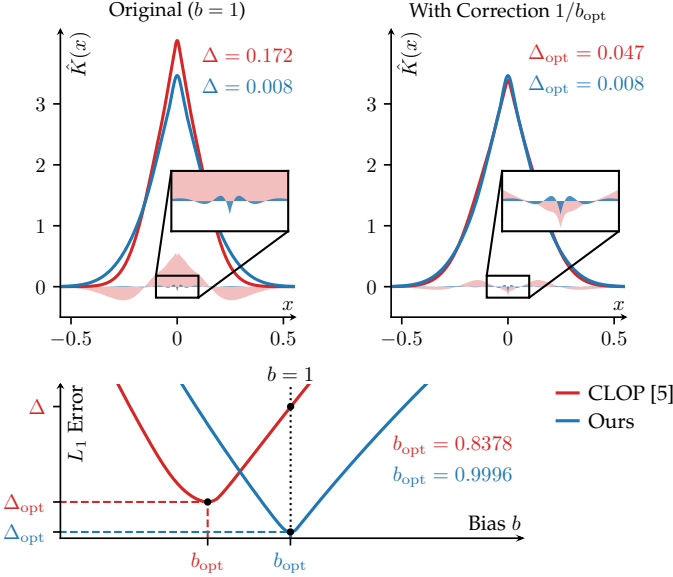 Original (b = 1)
K̂(x)
Δ = 0.172
Δ = 0.008
3
2
1
0
x
−0.5
0
0.5
With Correction 1/b_opt
K̂(x)
Δ_opt = 0.047
Δ_opt = 0.008
3
2
1
0
x
−0.5
0
0.5
b = 1
L₁ Error
Δ
Δ_opt
Δ_opt
b_opt = 0.8378
b_opt = 0.9996
Bias b
b_opt
b_opt
CLOP [5]
Ours